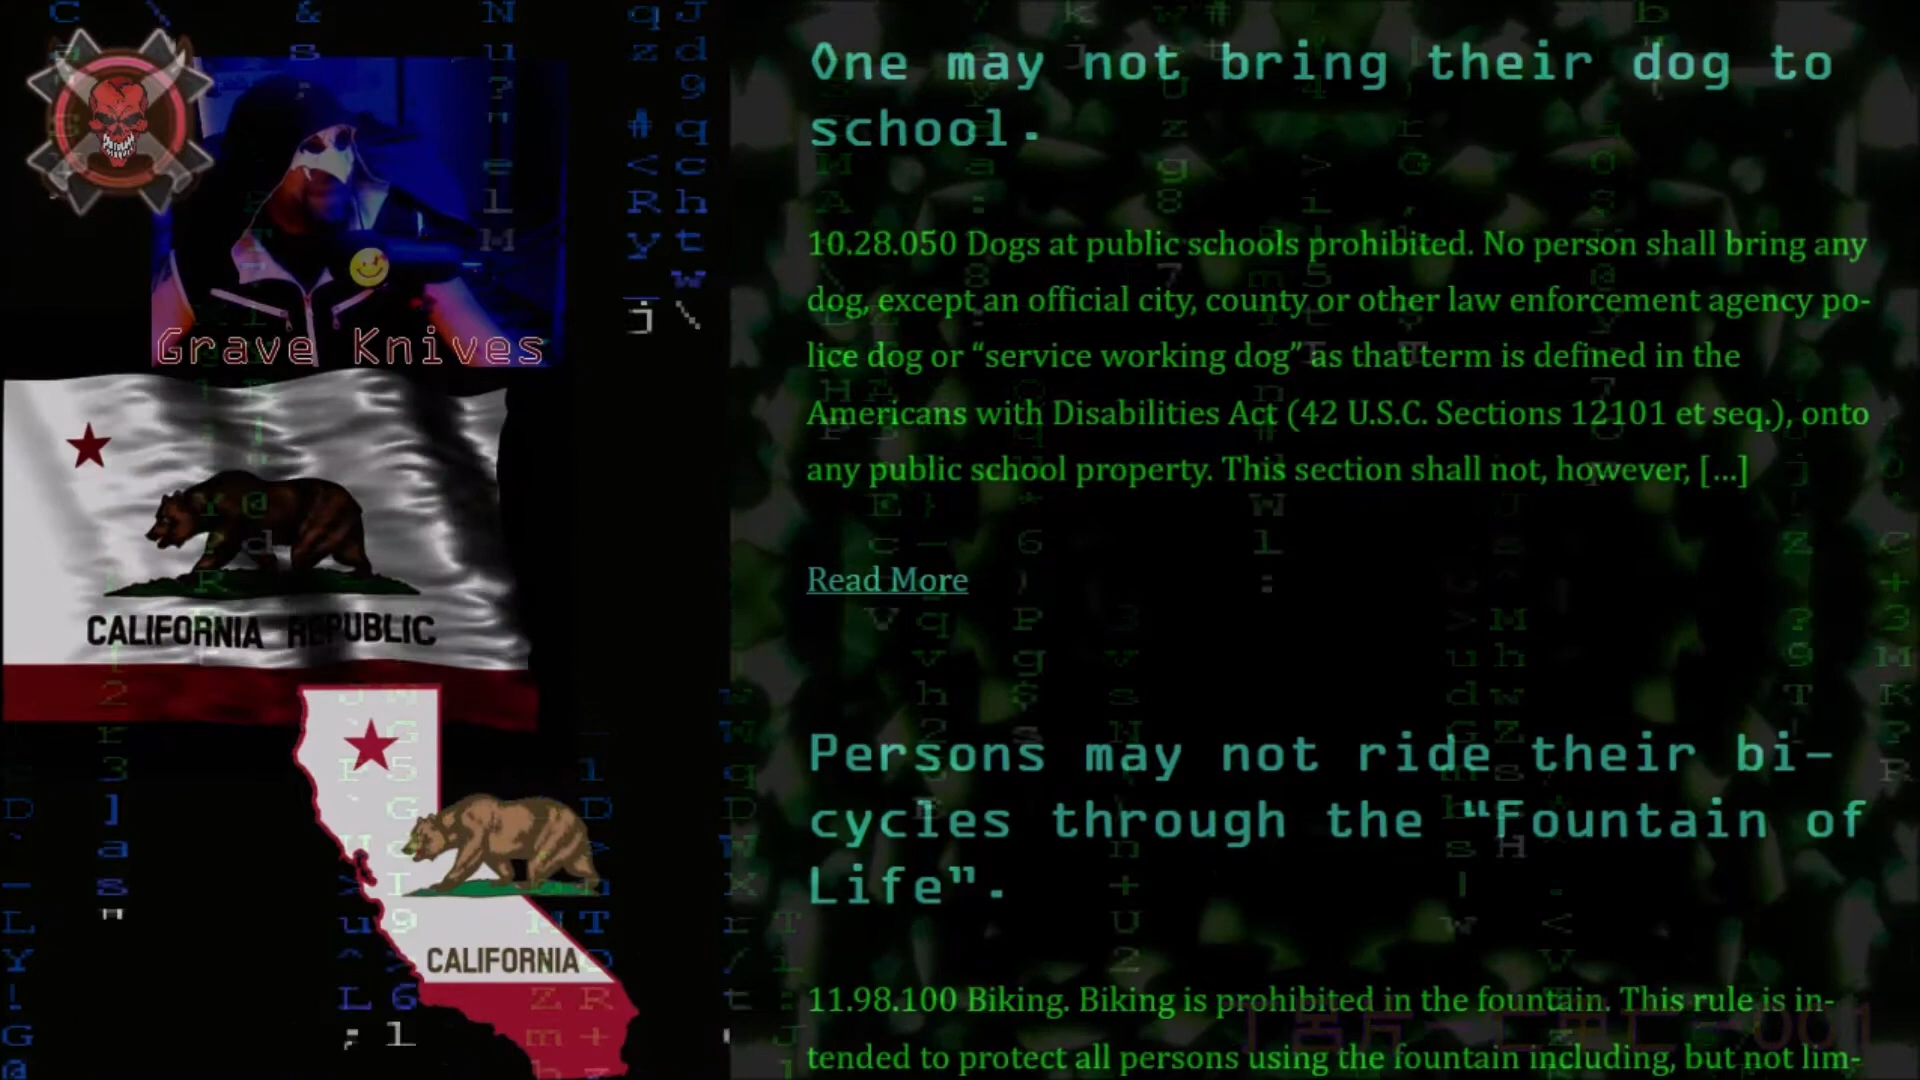 One may not bring their dog to
school.
10.28.050 Dogs at public schools prohibited. No person shall bring any
dog, except an official city, county or other law enforcement agency po-
lice dog or “service working dog” as that term is defined in the
Americans with Disabilities Act (42 U.S.C. Sections 12101 et seq.), onto
any public school property. This section shall not, however, […]
Read More
Persons may not ride their bi-
cycles through the “Fountain of
Life”.
11.98.100 Biking. Biking is prohibited in the fountain. This rule is in-
tended to protect all persons using the fountain including, but not lim-
Grave Knives
CALIFORNIA REPUBLIC
CALIFORNIA